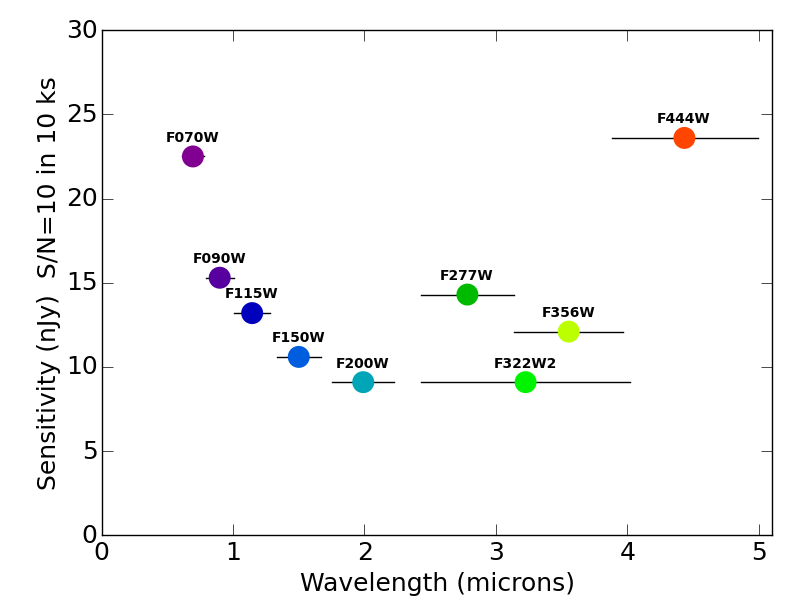 30
25
20
15
10
5
0
Sensitivity (nJy)  S/N=10 in 10 ks
F070W
F444W
F090W
F115W
F277W
F150W
F356W
F200W
F322W2
0 1 2 3 4 5
Wavelength (microns)